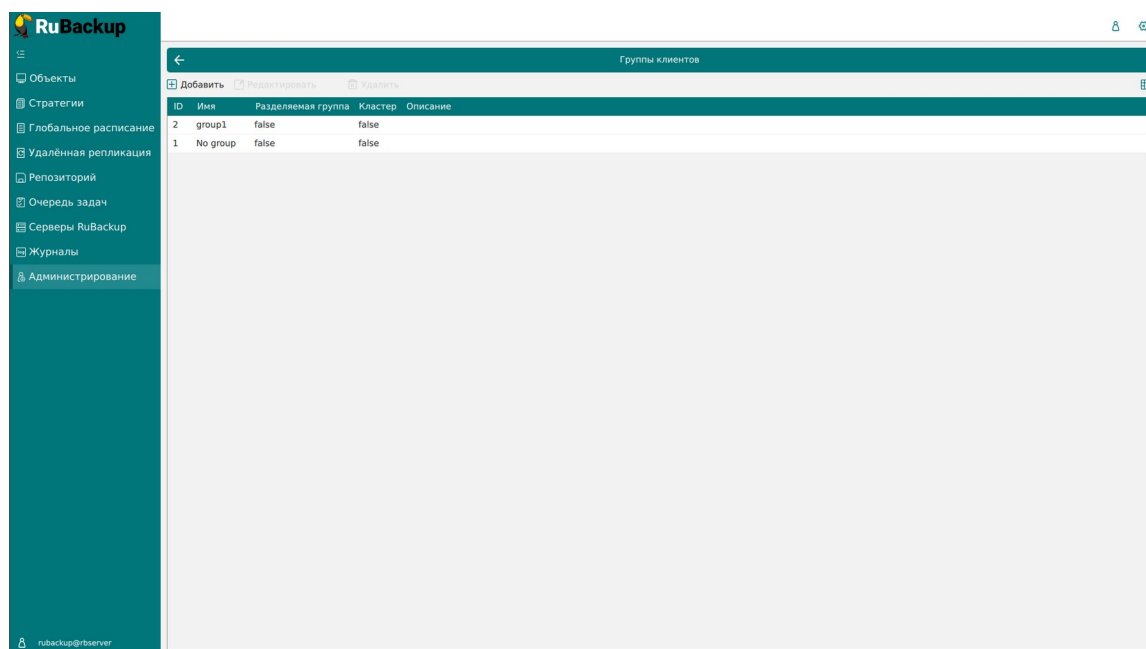 RuBackup
Объекты
Стратегии
Глобальное расписание
Удалённая репликация
Репозиторий
Очередь задач
Серверы RuBackup
Журналы
Администрирование
rubackup@rbserver
Группы клиентов
Добавить Редактировать Удалить
ID Имя Разделяемая группа Кластер Описание
2 group1 false false
1 No group false false